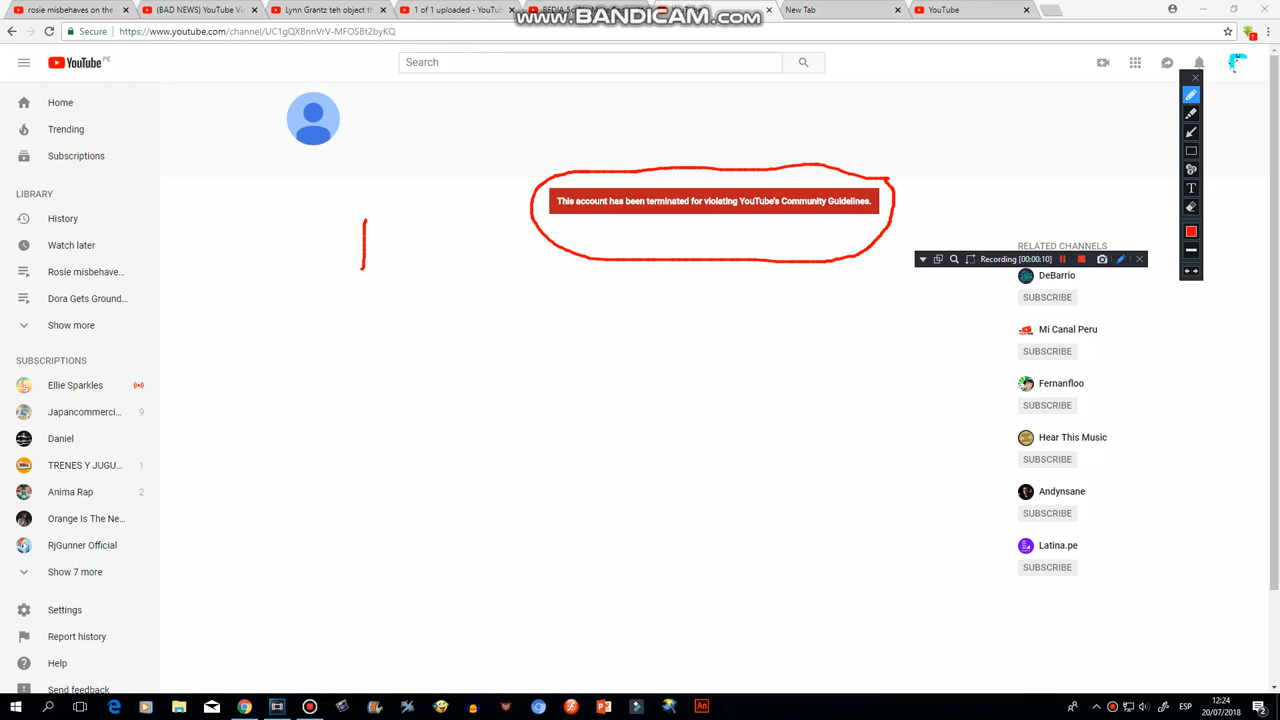 rosie misbehaves on the
(BAD NEWS) YouTube Vi
Lynn Grantz teh object th
1 of 1 uploaded - YouTu
New Tab
YouTube
www.BANDICAM.com
Secure
https://www.youtube.com/channel/UC1gQXBnnVrV-MFOSBt2byKQ
YouTube PE
Search
Home
Trending
Subscriptions
LIBRARY
History
Watch later
Rosie misbehave...
Dora Gets Ground...
Show more
SUBSCRIPTIONS
Ellie Sparkles
Japancommerci... 9
Daniel
TRENES Y JUGU... 1
Anima Rap 2
Orange Is The Ne...
RjGunner Official
Show 7 more
Settings
Report history
Help
Send feedback
This account has been terminated for violating YouTube's Community Guidelines.
RELATED CHANNELS
Recording [00:00:10]
DeBarrio
SUBSCRIBE
Mi Canal Peru
SUBSCRIBE
Fernanfloo
SUBSCRIBE
Hear This Music
SUBSCRIBE
Andynsane
SUBSCRIBE
Latina.pe
SUBSCRIBE
T
An
ESP
12:24
20/07/2018